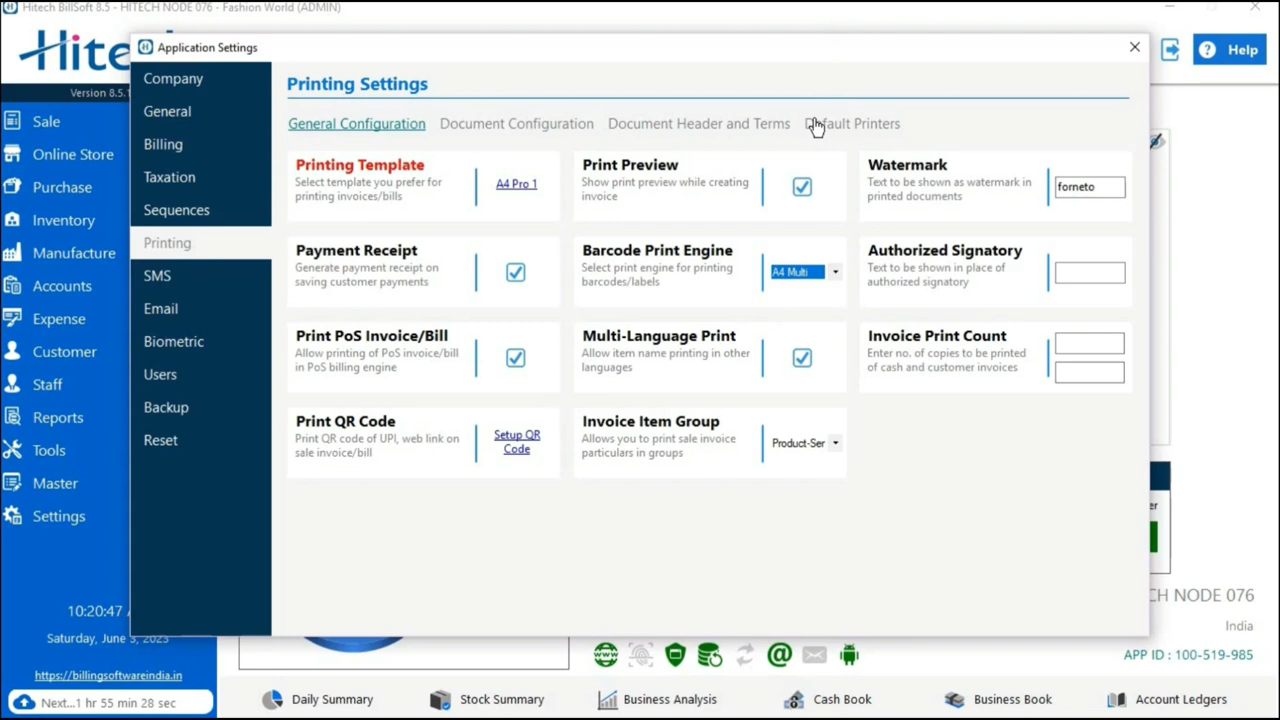 Hitech BillSoft 8.5 - HITECH NODE 076 - Fashion World (ADMIN)
Hite
Version 8.5.
Help
Application Settings
Sale
Online Store
Purchase
Inventory
Manufacture
Accounts
Expense
Customer
Staff
Reports
Tools
Master
Settings
10:20:47
Saturday, June 3, 2023
https://billingsoftwareindia.in
Next...1 hr 55 min 28 sec
Company
General
Billing
Taxation
Sequences
Printing
SMS
Email
Biometric
Users
Backup
Reset
Printing Settings
General Configuration
Document Configuration
Document Header and Terms
Default Printers
Printing Template
Select template you prefer for
printing invoices/bills
A4 Pro 1
Print Preview
Show print preview while creating
invoice
Watermark
Text to be shown as watermark in
printed documents
forneto
Payment Receipt
Generate payment receipt on
saving customer payments
Barcode Print Engine
Select print engine for printing
barcodes/labels
A4 Multi
Authorized Signatory
Text to be shown in place of
authorized signatory
Print PoS Invoice/Bill
Allow printing of PoS invoice/bill
in PoS billing engine
Multi-Language Print
Allow item name printing in other
languages
Invoice Print Count
Enter no. of copies to be printed
of cash and customer invoices
Print QR Code
Print QR code of UPI, web link on
sale invoice/bill
Setup QR
Code
Invoice Item Group
Allows you to print sale invoice
particulars in groups
Product-Ser
er
CH NODE 076
India
APP ID : 100-519-985
Daily Summary
Stock Summary
Business Analysis
Cash Book
Business Book
Account Ledgers